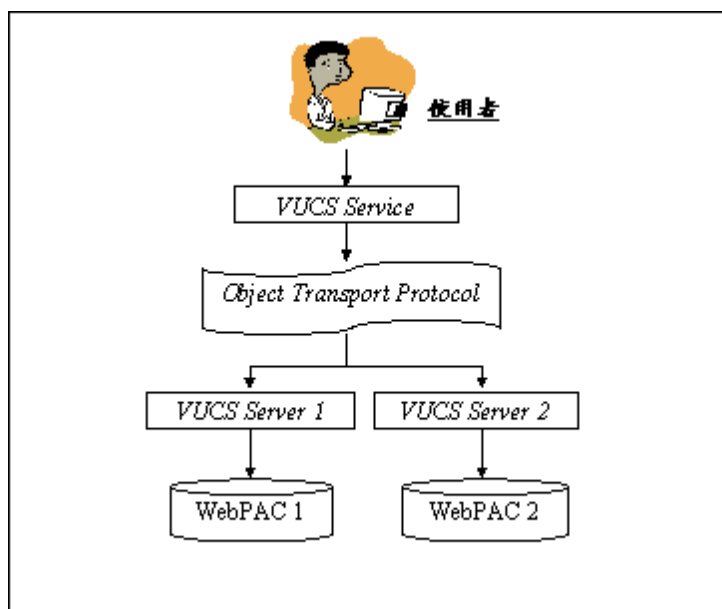 使用者
VUCS Service
Object Transport Protocol
VUCS Server 1
VUCS Server 2
WebPAC 1
WebPAC 2